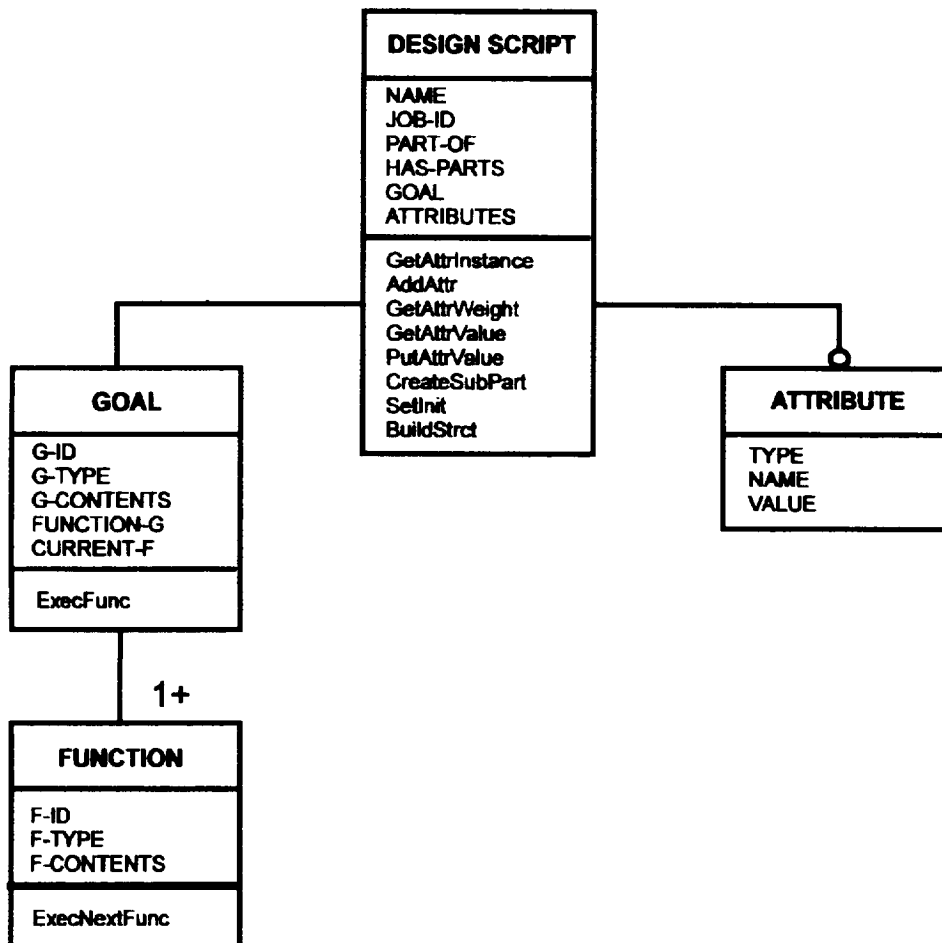 DESIGN SCRIPT
NAME
JOB-ID
PART-OF
HAS-PARTS
GOAL
ATTRIBUTES
GetAttrInstance
AddAttr
GetAttrWeight
GetAttrValue
PutAttrValue
CreateSubPart
SetInit
BuildStrct
GOAL
G-ID
G-TYPE
G-CONTENTS
FUNCTION-G
CURRENT-F
ExecFunc
ATTRIBUTE
TYPE
NAME
VALUE
1+
FUNCTION
F-ID
F-TYPE
F-CONTENTS
ExecNextFunc